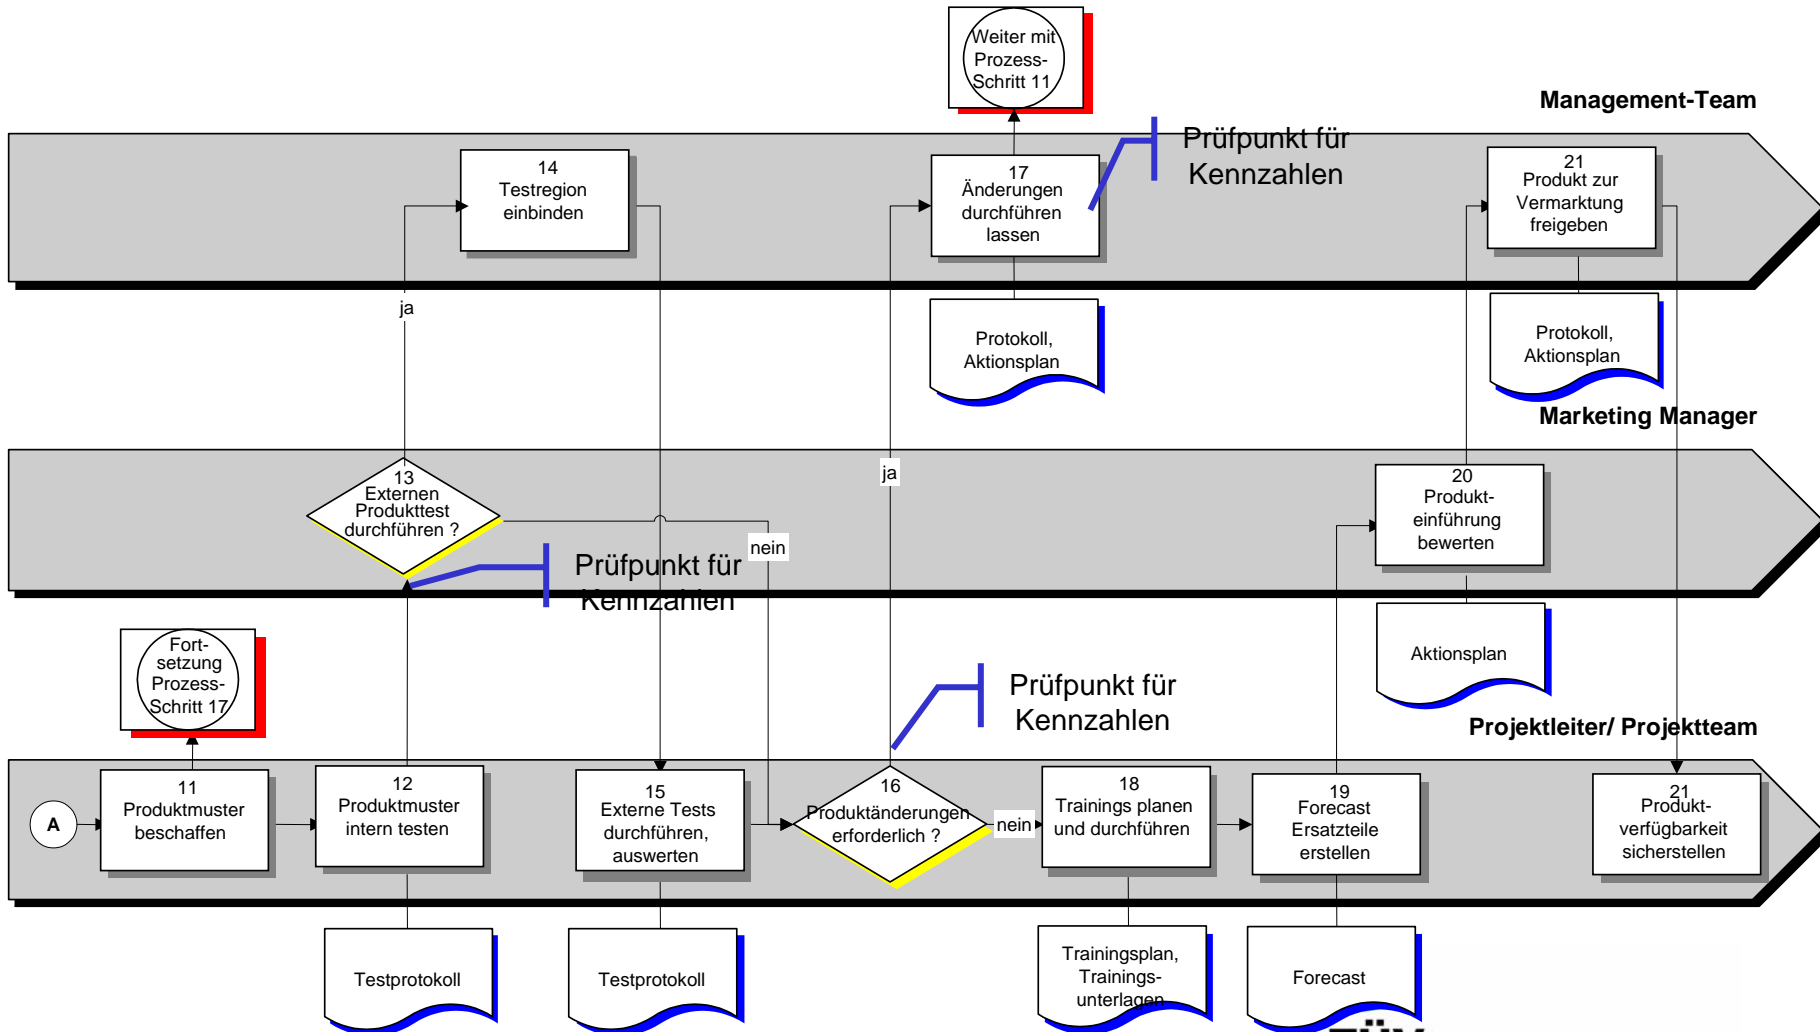 Weiter mit
Prozess-
Schritt 11
Management-Team
Prüfpunkt für
Kennzahlen
14
Testregion
einbinden
17
Änderungen
durchführen
lassen
21
Produkt zur
Vermarktung
freigeben
ja
Protokoll,
Aktionsplan
Protokoll,
Aktionsplan
Marketing Manager
13
Externen
Produkttest
durchführen ?
ja
nein
20
Produkt-
einführung
bewerten
Prüfpunkt für
Kennzahlen
Fort-
setzung
Prozess-
Schritt 17
Aktionsplan
Prüfpunkt für
Kennzahlen
Projektleiter/ Projektteam
A
11
Produktmuster
beschaffen
12
Produktmuster
intern testen
15
Externe Tests
durchführen,
auswerten
16
Produktänderungen
erforderlich ?
nein
18
Trainings planen
und durchführen
19
Forecast
Ersatzteile
erstellen
21
Produkt-
verfügbarkeit
sicherstellen
Testprotokoll
Testprotokoll
Trainingsplan,
Trainings-
unterlagen
Forecast
TÜV